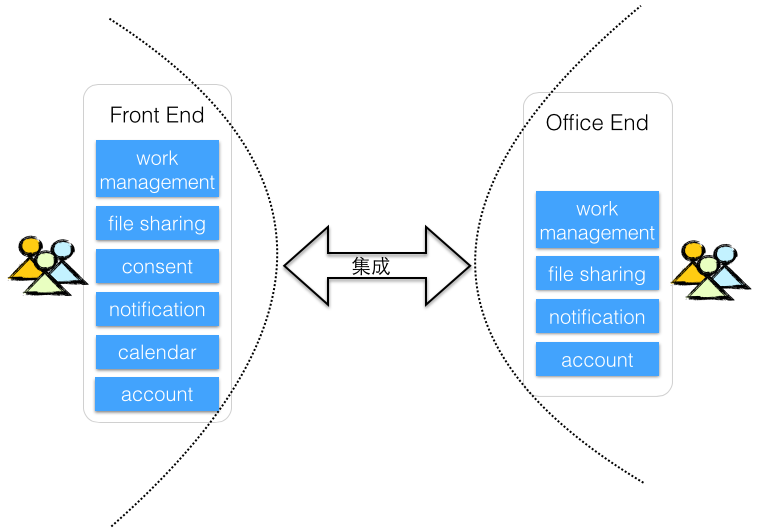 Front End
work
management
file sharing
consent
notification
calendar
account
集成
Office End
work
management
file sharing
notification
account